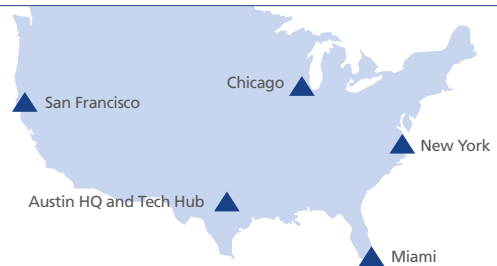 Chicago
San Francisco
New York
Austin HQ and Tech Hub
Miami